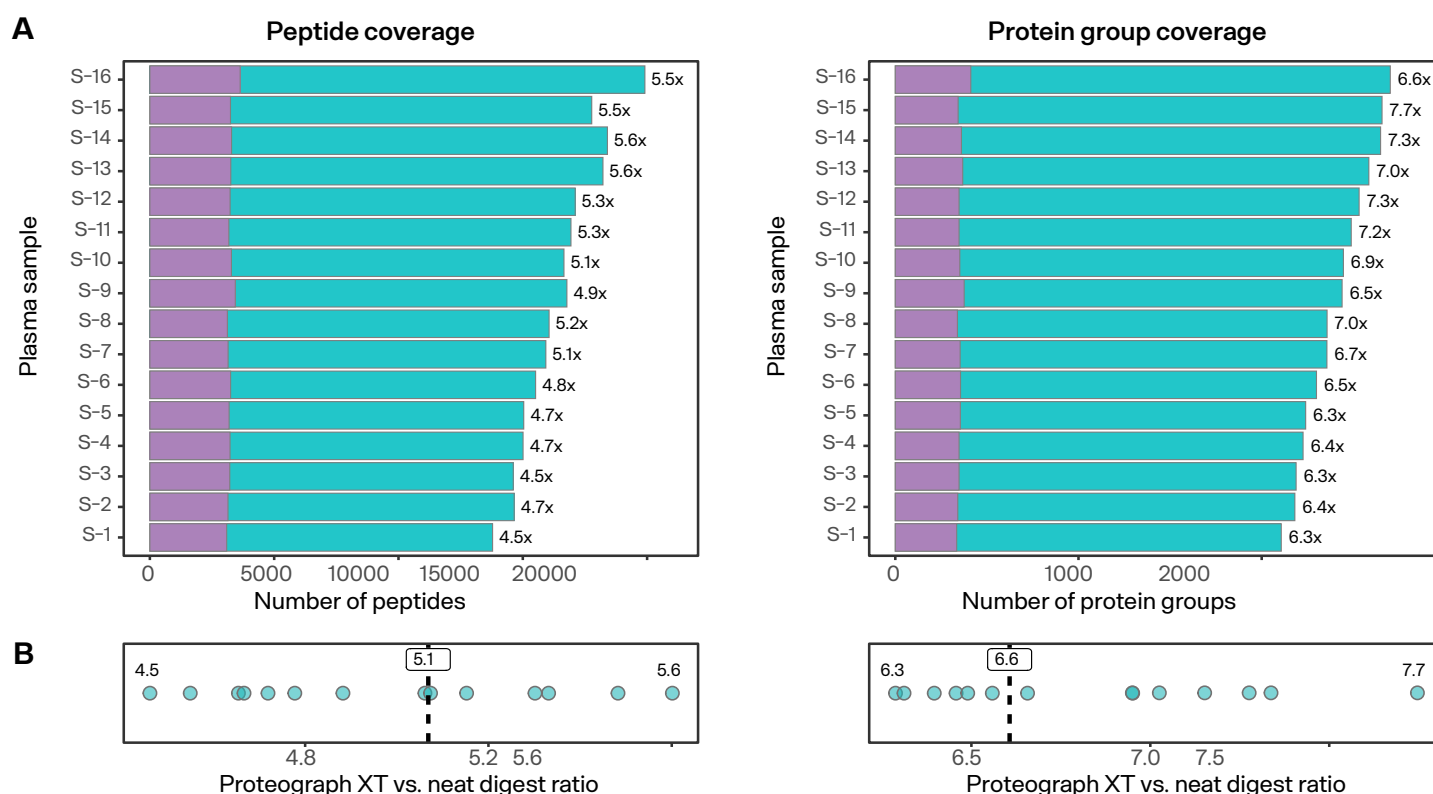 A
Peptide coverage
Plasma sample
S-16 5.5x
S-15 5.5x
S-14 5.6x
S-13 5.6x
S-12 5.3x
S-11 5.3x
S-10 5.1x
S-9 4.9x
S-8 5.2x
S-7 5.1x
S-6 4.8x
S-5 4.7x
S-4 4.7x
S-3 4.5x
S-2 4.7x
S-1 4.5x
0 5000 10000 15000 20000
Number of peptides
Protein group coverage
Plasma sample
S-16 6.6x
S-15 7.7x
S-14 7.3x
S-13 7.0x
S-12 7.3x
S-11 7.2x
S-10 6.9x
S-9 6.5x
S-8 7.0x
S-7 6.7x
S-6 6.5x
S-5 6.3x
S-4 6.4x
S-3 6.3x
S-2 6.4x
S-1 6.3x
0 1000 2000
Number of protein groups
B
4.5 5.1 5.6
4.8 5.2 5.6
Proteograph XT vs. neat digest ratio
6.3 6.6 7.7
6.5 7.0 7.5
Proteograph XT vs. neat digest ratio